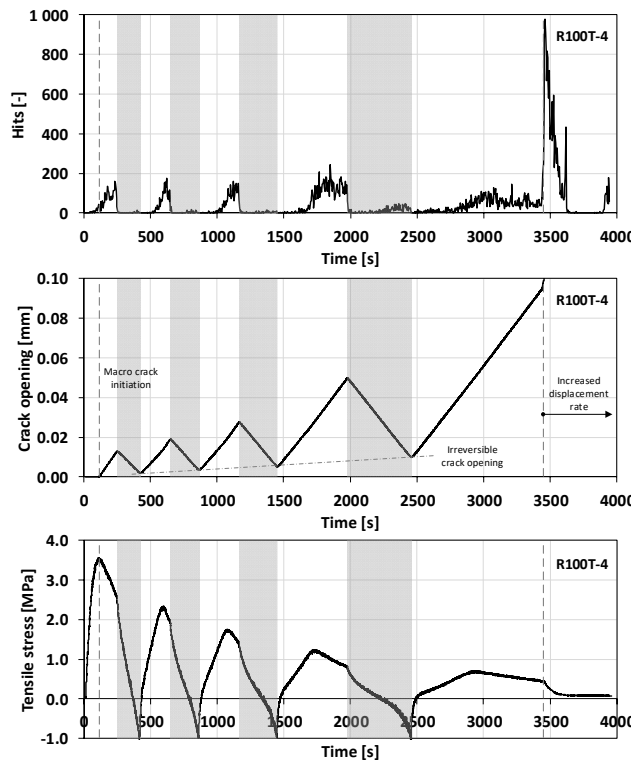 1 000
R100T-4
800
600
400
200
0
Hits [-]
0 500 1000 1500 2000 2500 3000 3500 4000
Time [s]
0.10
R100T-4
0.08
0.06
0.04
0.02
0.00
Crack opening [mm]
Macro crack
initiation
Increased
displacement
rate
Irreversible
crack opening
0 500 1000 1500 2000 2500 3000 3500 4000
Time [s]
4.0
R100T-4
3.0
2.0
1.0
0.0
-1.0
Tensile stress [MPa]
0 500 1000 1500 2000 2500 3000 3500 4000
Time [s]